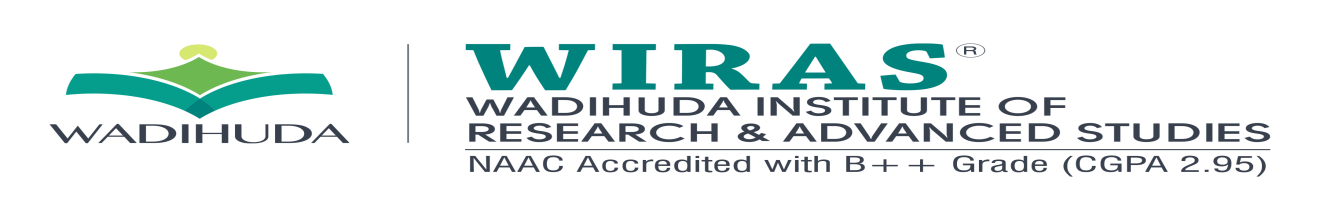 WADIHUDA
WIRAS®
WADIHUDA INSTITUTE OF
RESEARCH & ADVANCED STUDIES
NAAC Accredited with B++ Grade (CGPA 2.95)